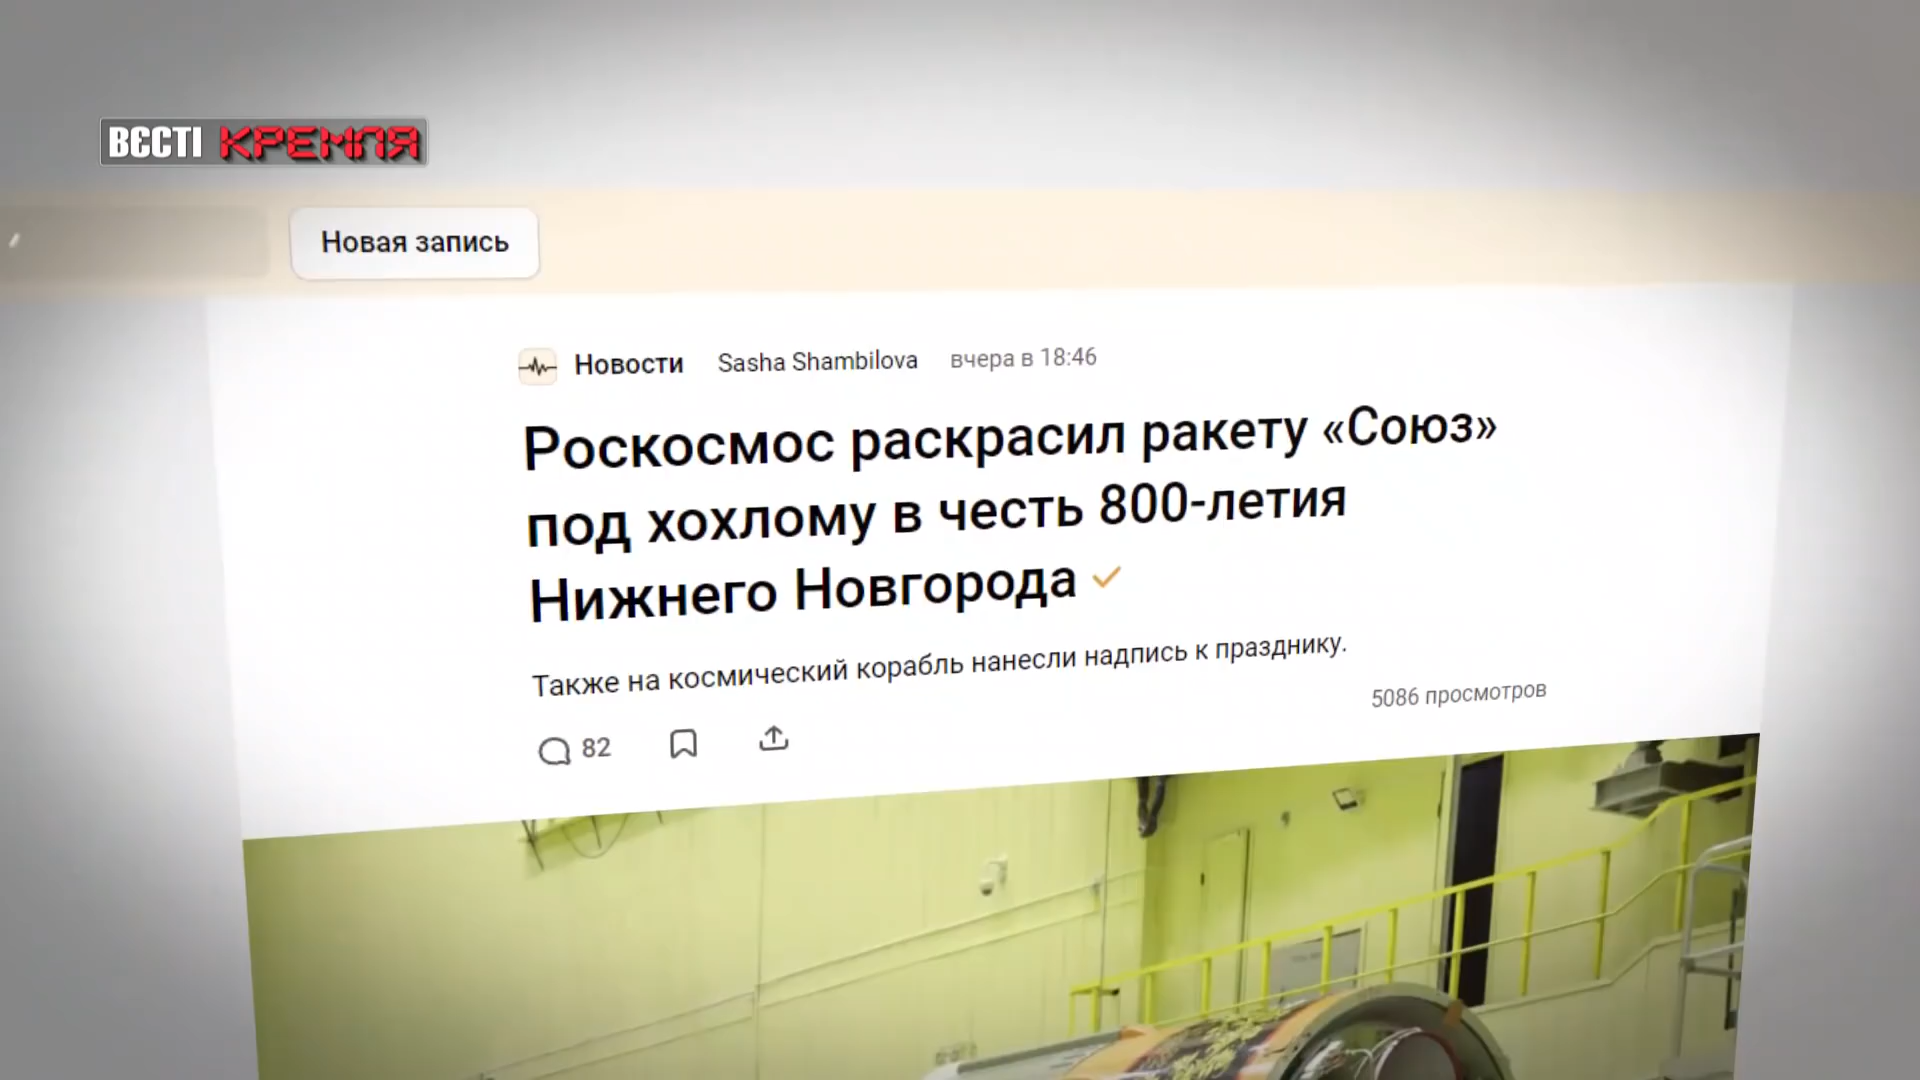 ВЄСТІ КРЕМЛЯ
Новая запись
Новости Sasha Shambilova вчера в 18:46
Роскосмос раскрасил ракету «Союз»
под хохлому в честь 800-летия
Нижнего Новгорода
Также на космический корабль нанесли надпись к празднику.
5086 просмотров
82